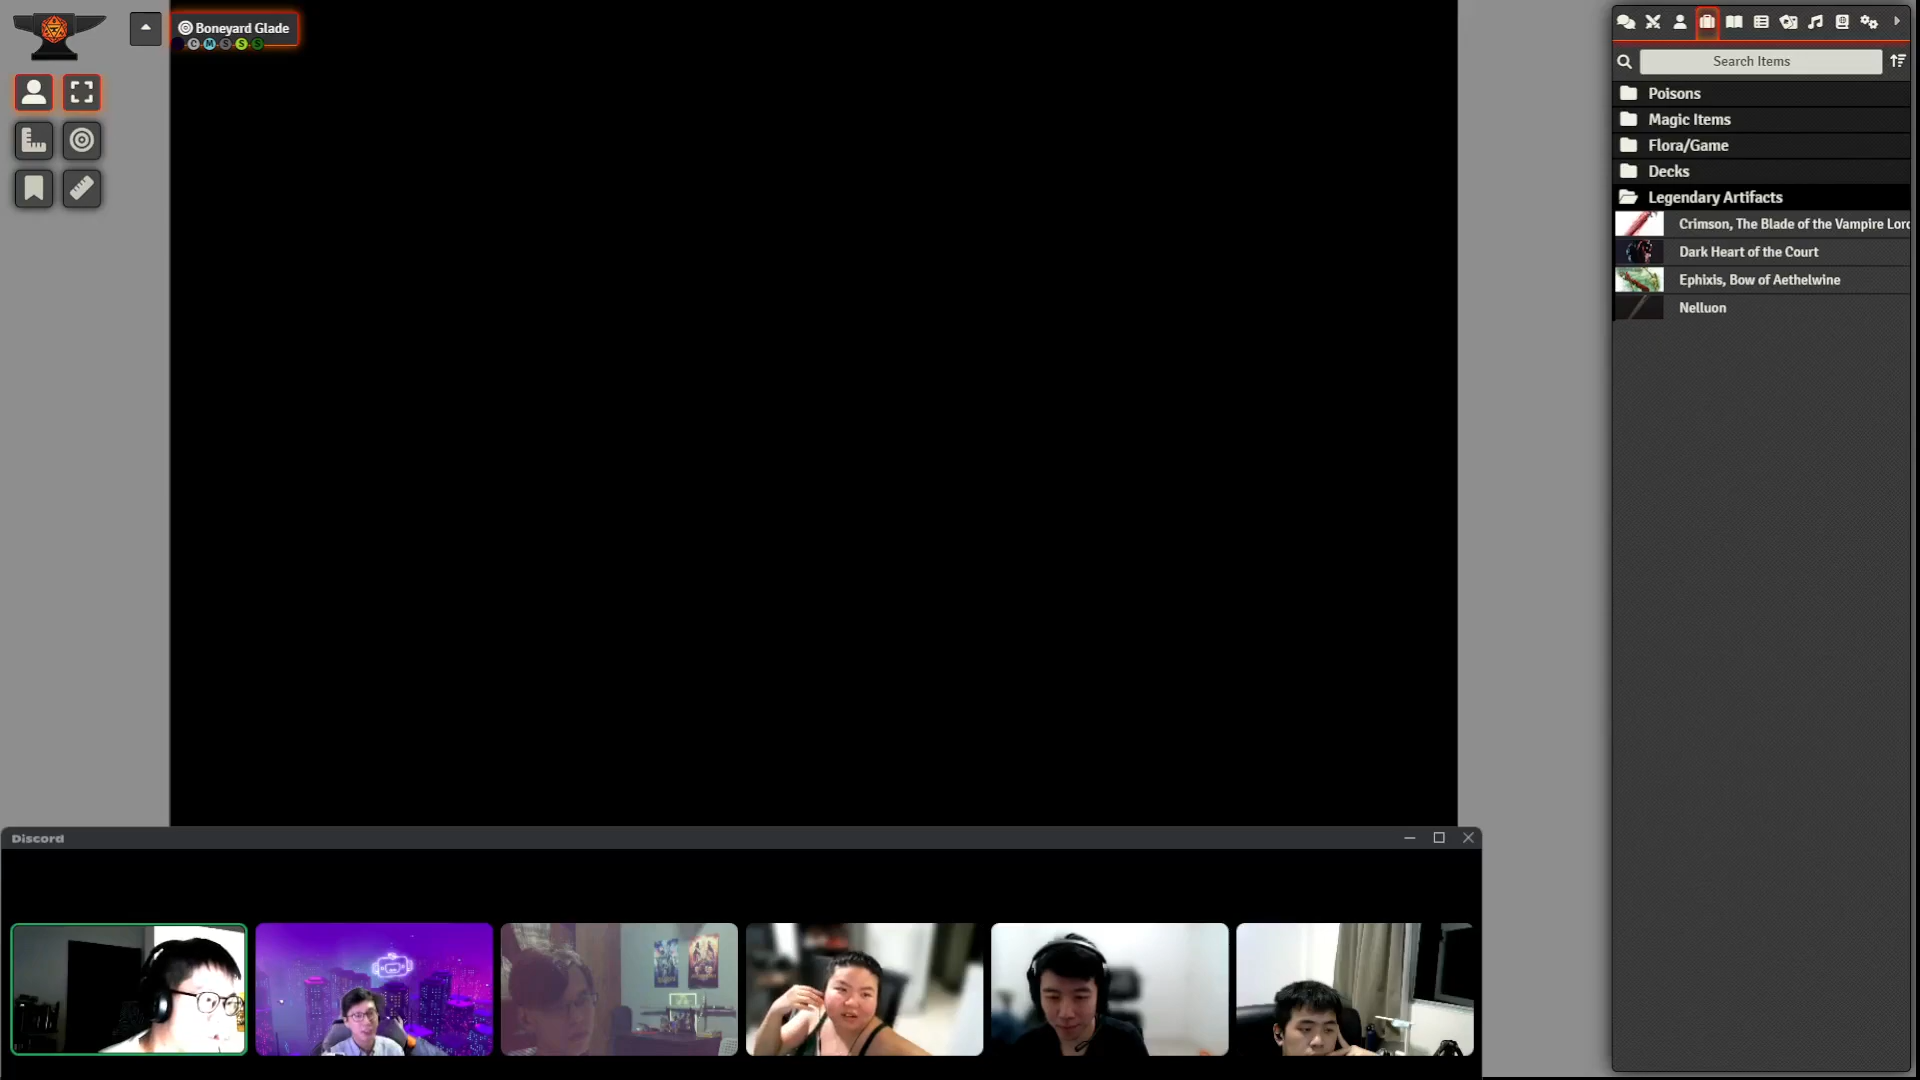 Boneyard Glade
C M S S S
Search Items
Poisons
Magic Items
Flora/Game
Decks
Legendary Artifacts
Crimson, The Blade of the Vampire Lord
Dark Heart of the Court
Ephixis, Bow of Aethelwine
Nelluon
Discord